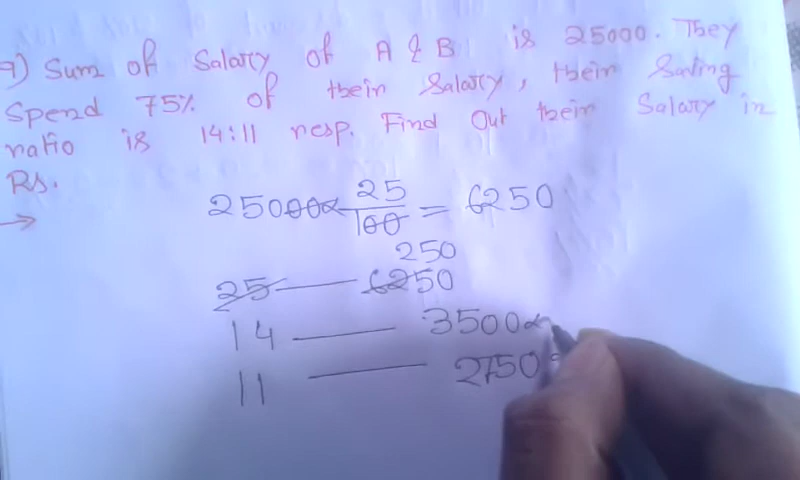 9) Sum of Salary of A & B is 25000. They
Spend 75% of their Salary, their Saving
ratio is 14:11 resp. Find Out their Salary in
Rs.
→ 25000 × 25/100 = 6250
250
25 — 6250
14 — 3500 ×
11 — 2750